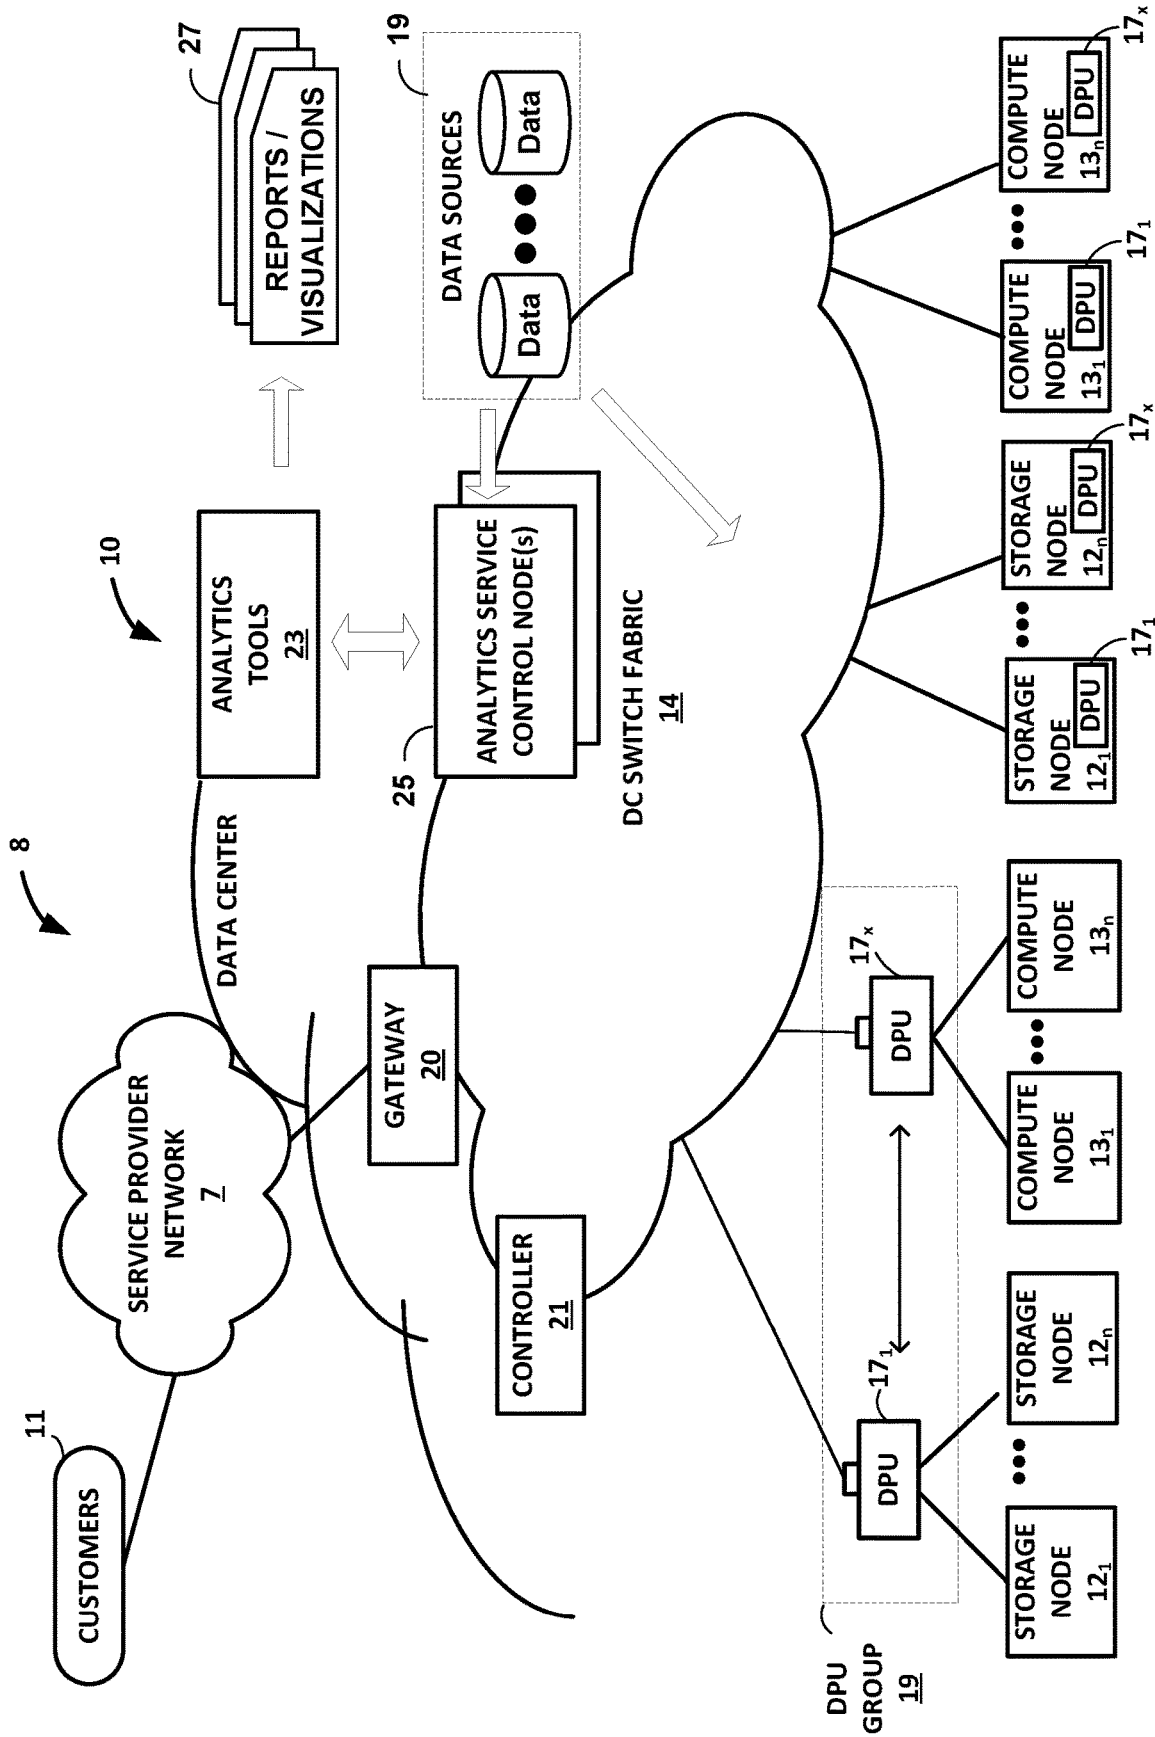 8
10
CUSTOMERS
11
SERVICE PROVIDER
NETWORK
7
DATA CENTER
ANALYTICS
TOOLS
23
REPORTS /
VISUALIZATIONS
27
GATEWAY
20
25
ANALYTICS SERVICE
CONTROL NODE(s)
DATA SOURCES
19
Data
Data
CONTROLLER
21
DC SWITCH FABRIC
14
DPU
GROUP
19
DPU
17₁
DPU
17ₓ
STORAGE
NODE
12₁
STORAGE
NODE
12ₙ
COMPUTE
NODE
13₁
COMPUTE
NODE
13ₙ
STORAGE
NODE
12₁
DPU
17₁
STORAGE
NODE
12ₙ
DPU
17ₓ
COMPUTE
NODE
13₁
DPU
17₁
COMPUTE
NODE
13ₙ
DPU
17ₓ